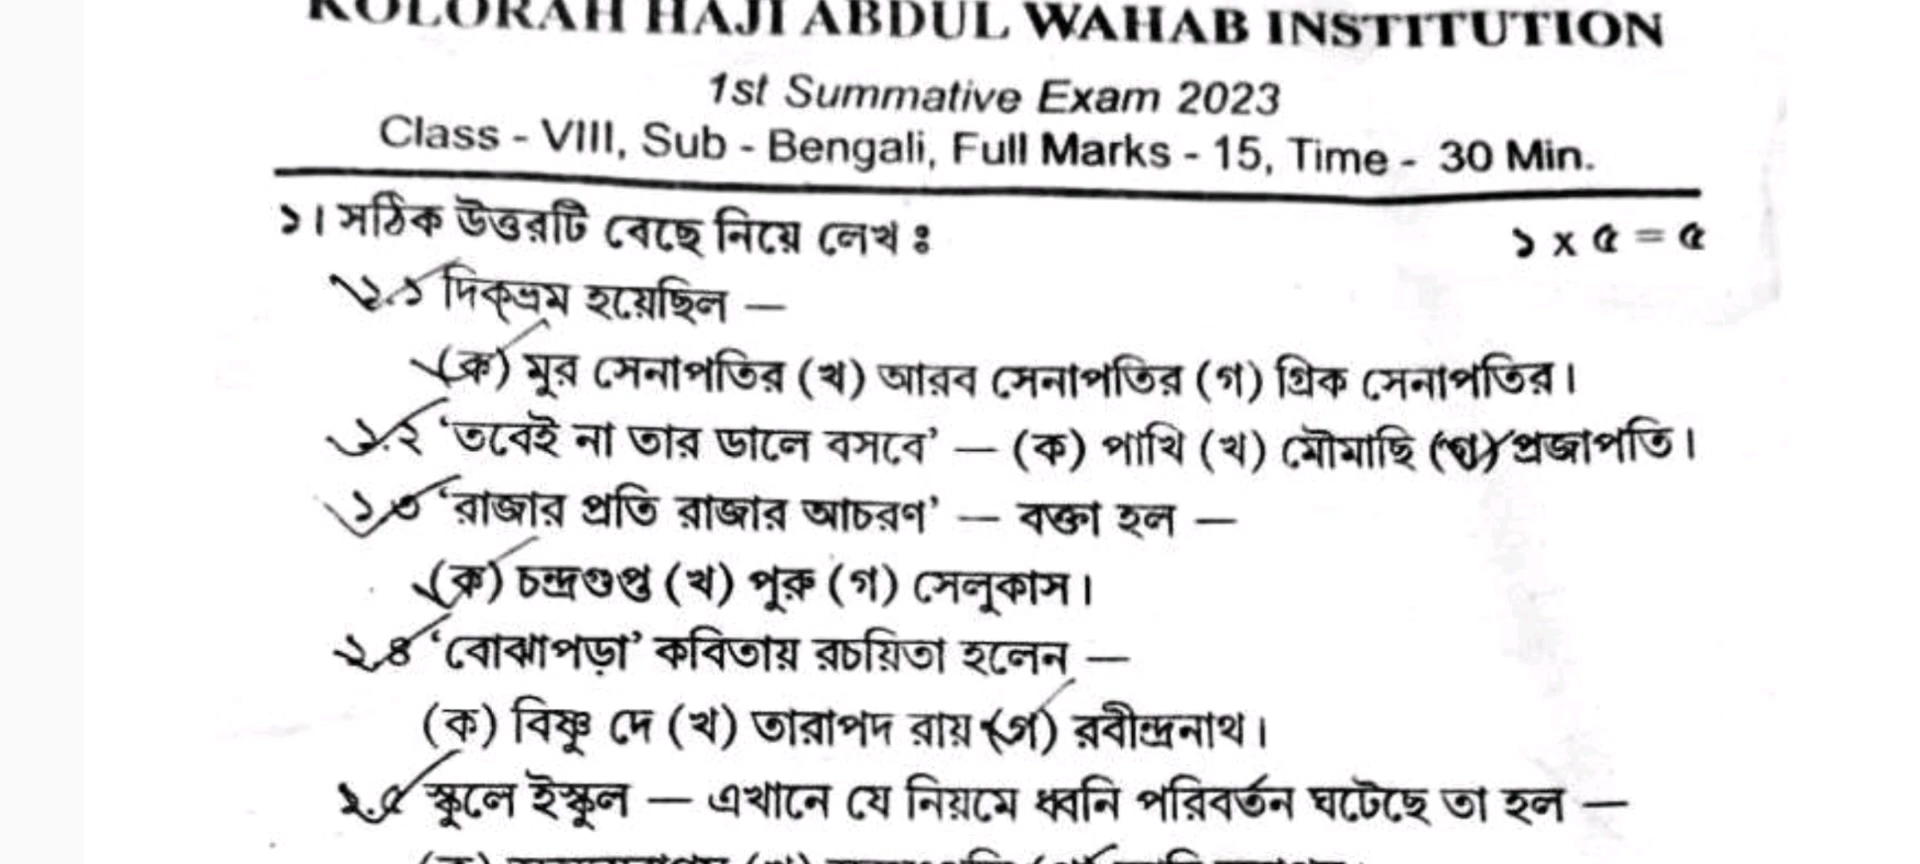 KOLORAH HAJI ABDUL WAHAB INSTITUTION
1st Summative Exam 2023
Class - VIII, Sub - Bengali, Full Marks - 15, Time - 30 Min.
১। সঠিক উত্তরটি বেছে নিয়ে লেখ ঃ ১ x ৫ = ৫
১.১ দিক্‌ভ্রম হয়েছিল —
(ক) মুর সেনাপতির (খ) আরব সেনাপতির (গ) গ্রিক সেনাপতির।
১.২ ‘তবেই না তার ডালে বসবে’ — (ক) পাখি (খ) মৌমাছি (গ) প্রজাপতি।
১.৩ ‘রাজার প্রতি রাজার আচরণ’ — বক্তা হল —
(ক) চন্দ্রগুপ্ত (খ) পুরু (গ) সেলুকাস।
১.৪ ‘বোঝাপড়া’ কবিতায় রচয়িতা হলেন —
(ক) বিষ্ণু দে (খ) তারাপদ রায় (গ) রবীন্দ্রনাথ।
১.৫ স্কুলে ইস্কুল — এখানে যে নিয়মে ধ্বনি পরিবর্তন ঘটেছে তা হল —